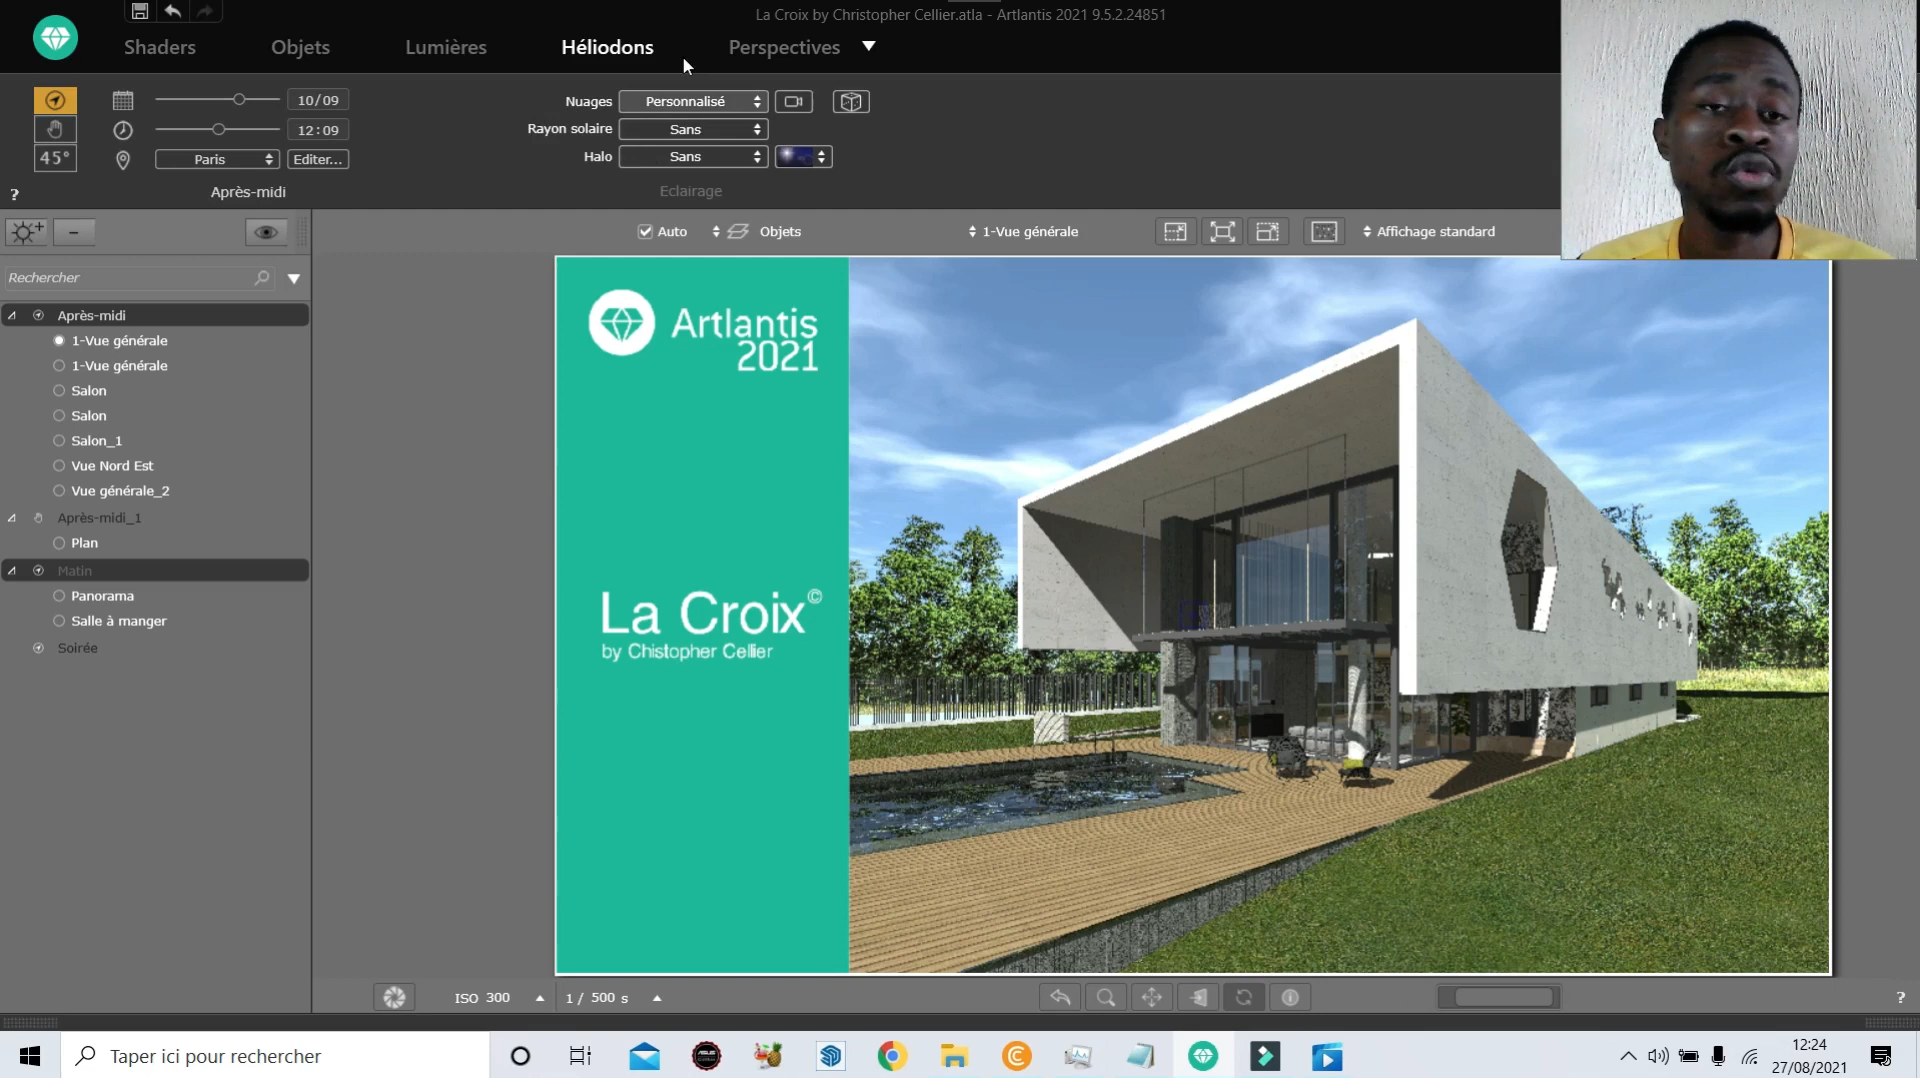 La Croix by Christopher Cellier.atla - Artlantis 2021 9.5.2.24851
Shaders
Objets
Lumières
Héliodons
Perspectives
10/09
12:09
45°
Paris
Editer...
Après-midi
?
Nuages
Personnalisé
Rayon solaire
Sans
Halo
Sans
Eclairage
Auto
Objets
1-Vue générale
Affichage standard
Rechercher
Après-midi
1-Vue générale
1-Vue générale
Salon
Salon
Salon_1
Vue Nord Est
Vue générale_2
Après-midi_1
Plan
Matin
Panorama
Salle à manger
Soirée
Artlantis
2021
La Croix©
by Chistopher Cellier
ISO 300
1 / 500 s
?
Taper ici pour rechercher
12:24
27/08/2021